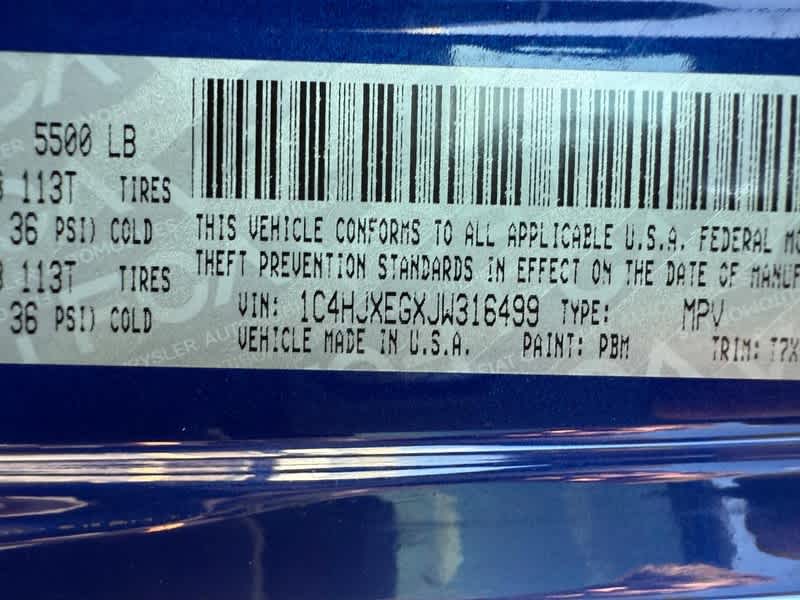 5500 LB
113T TIRES
36 PSI) COLD
113T TIRES
36 PSI) COLD
THIS VEHICLE CONFORMS TO ALL APPLICABLE U.S.A. FEDERAL
THEFT PREVENTION STANDARDS IN EFFECT ON THE DATE OF MANUF
VIN: 1C4HJXEGXJW316499 TYPE: MPV
VEHICLE MADE IN U.S.A. PAINT: PBM TRIM: